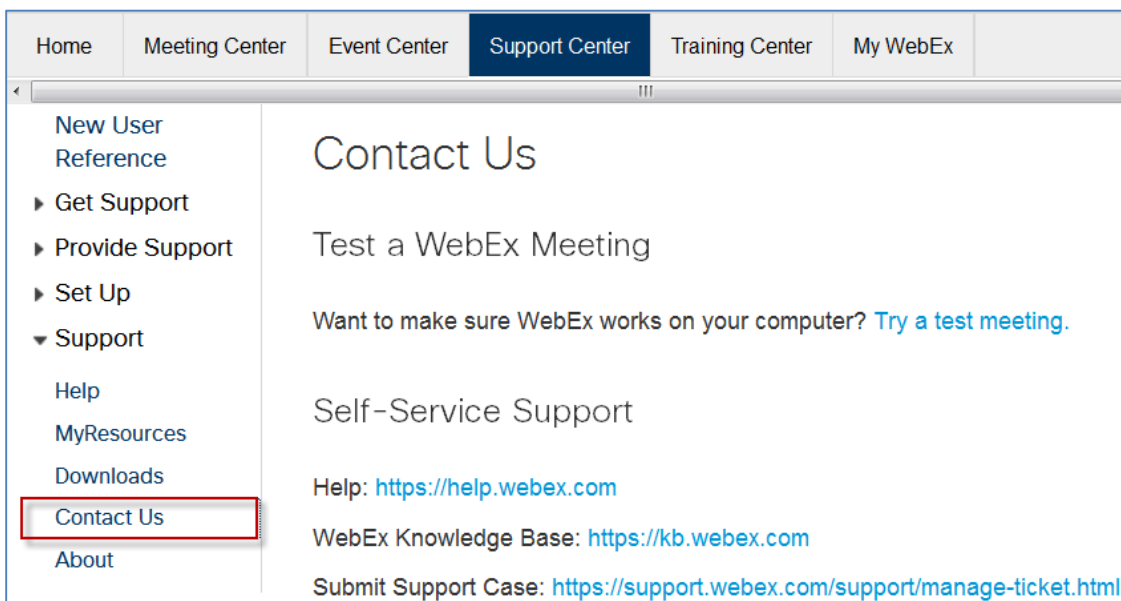 Home Meeting Center Event Center Support Center Training Center My WebEx
New User
Reference
Get Support
Provide Support
Set Up
Support
Help
MyResources
Downloads
Contact Us
About
Contact Us
Test a WebEx Meeting
Want to make sure WebEx works on your computer? Try a test meeting.
Self-Service Support
Help: https://help.webex.com
WebEx Knowledge Base: https://kb.webex.com
Submit Support Case: https://support.webex.com/support/manage-ticket.html